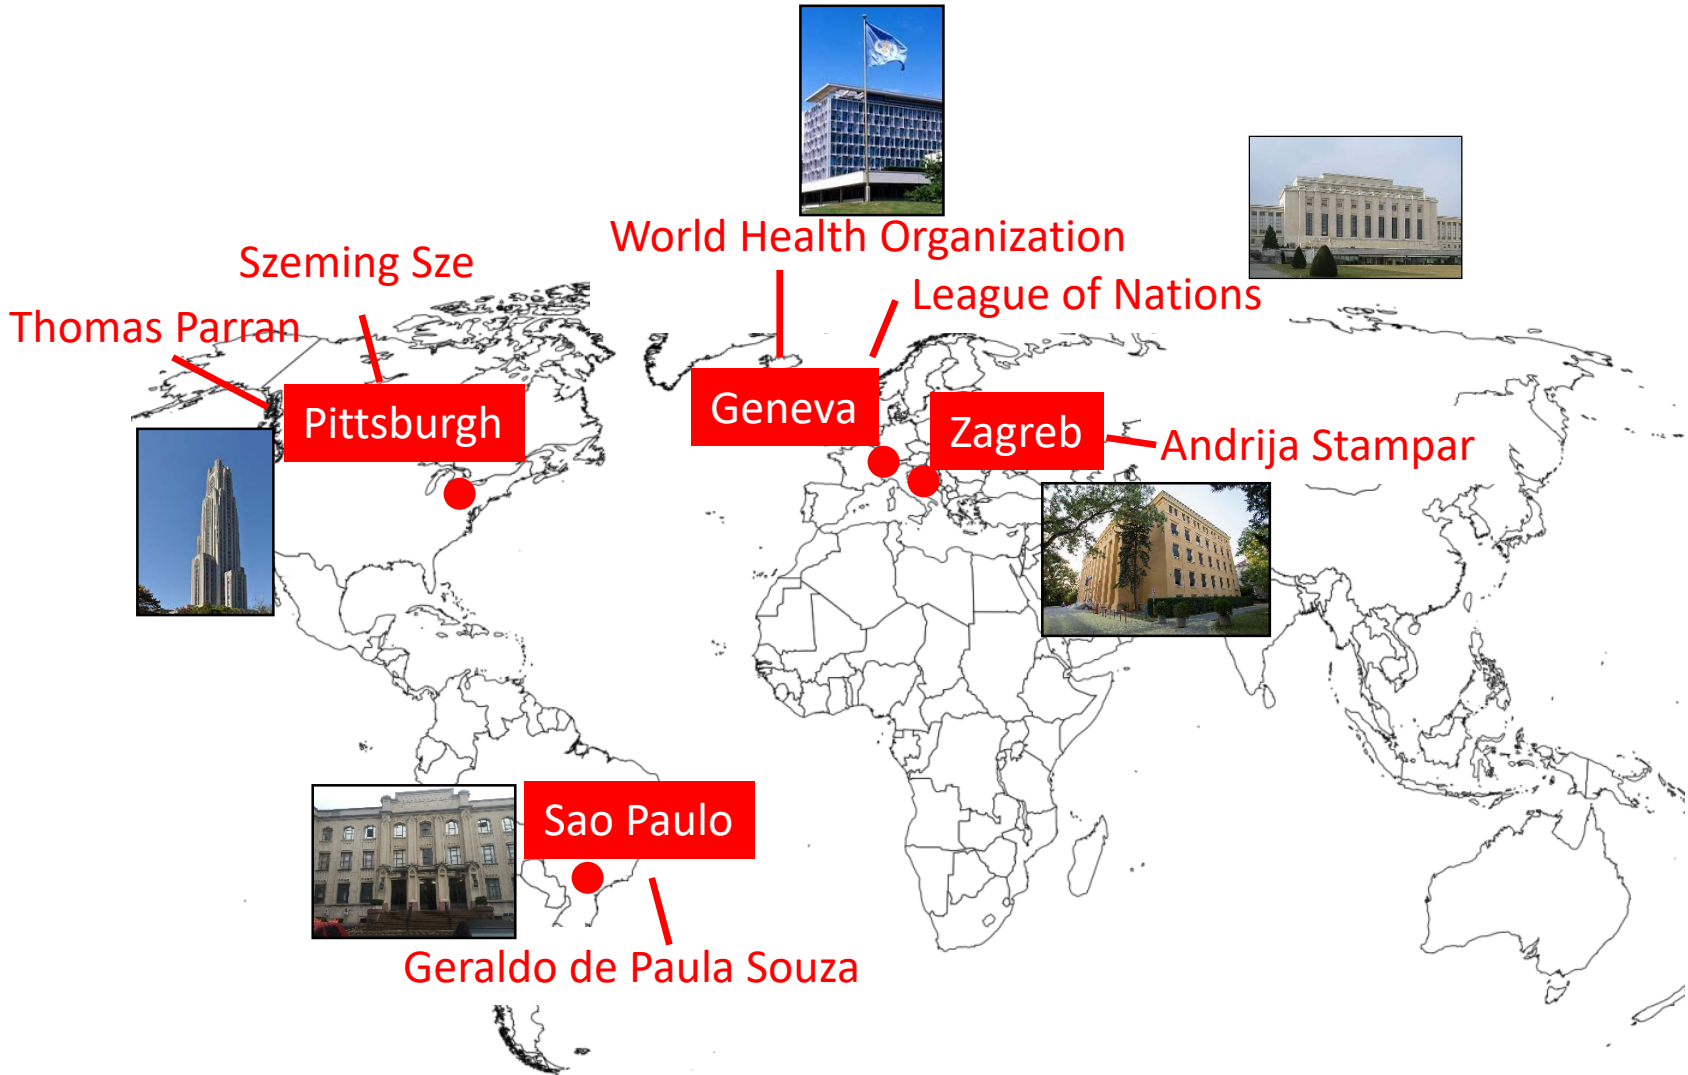 World Health Organization
Szeming Sze
League of Nations
Thomas Parran
Pittsburgh
Geneva
Zagreb
Andrija Stampar
Sao Paulo
Geraldo de Paula Souza